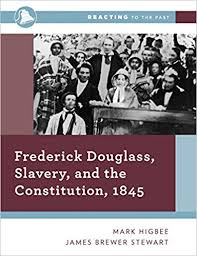 REACTING TO THE PAST
Frederick Douglass,
Slavery, and the
Constitution, 1845
MARK HIGBEE
JAMES BREWER STEWART